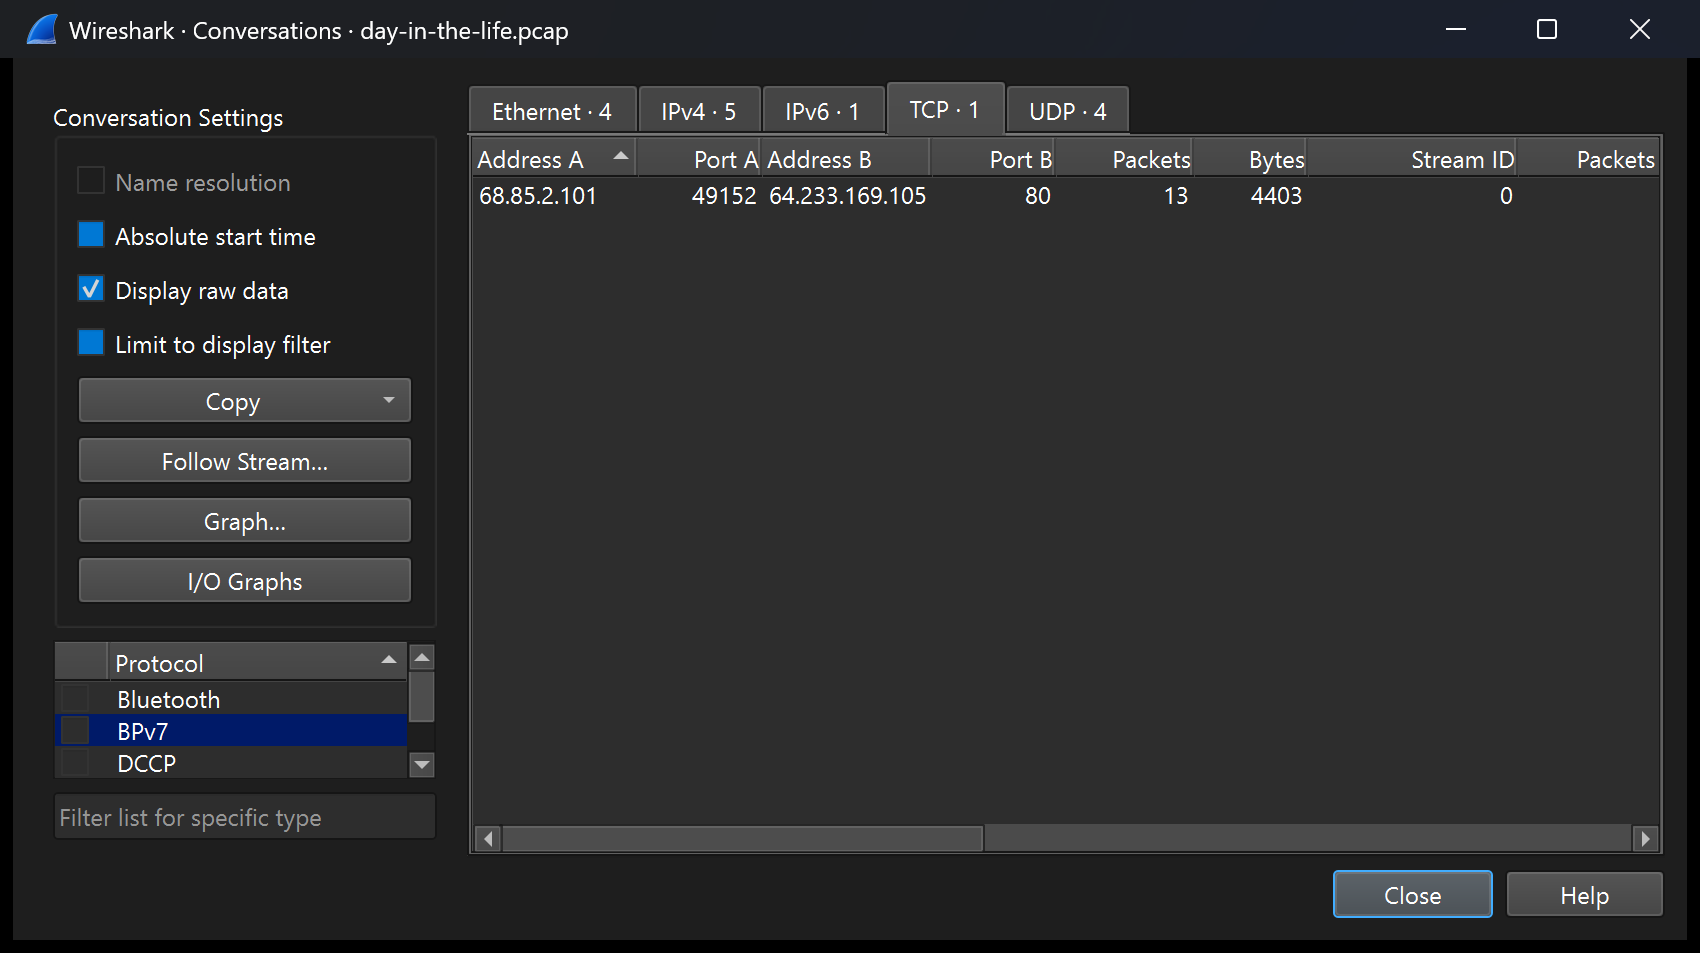 Wireshark · Conversations · day-in-the-life.pcap
Conversation Settings
Name resolution
Absolute start time
Display raw data
Limit to display filter
Copy
Follow Stream...
Graph...
I/O Graphs
Protocol
Bluetooth
BPv7
DCCP
Filter list for specific type
Ethernet · 4 IPv4 · 5 IPv6 · 1 TCP · 1 UDP · 4
Address A Port A Address B Port B Packets Bytes Stream ID Packets
68.85.2.101 49152 64.233.169.105 80 13 4403 0
Close Help